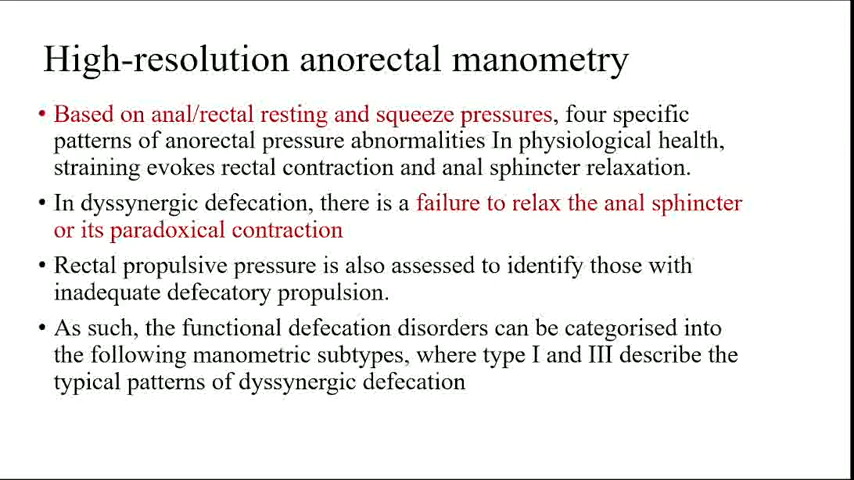 High-resolution anorectal manometry
• Based on anal/rectal resting and squeeze pressures, four specific
patterns of anorectal pressure abnormalities In physiological health,
straining evokes rectal contraction and anal sphincter relaxation.
• In dyssynergic defecation, there is a failure to relax the anal sphincter
or its paradoxical contraction
• Rectal propulsive pressure is also assessed to identify those with
inadequate defecatory propulsion.
• As such, the functional defecation disorders can be categorised into
the following manometric subtypes, where type I and III describe the
typical patterns of dyssynergic defecation